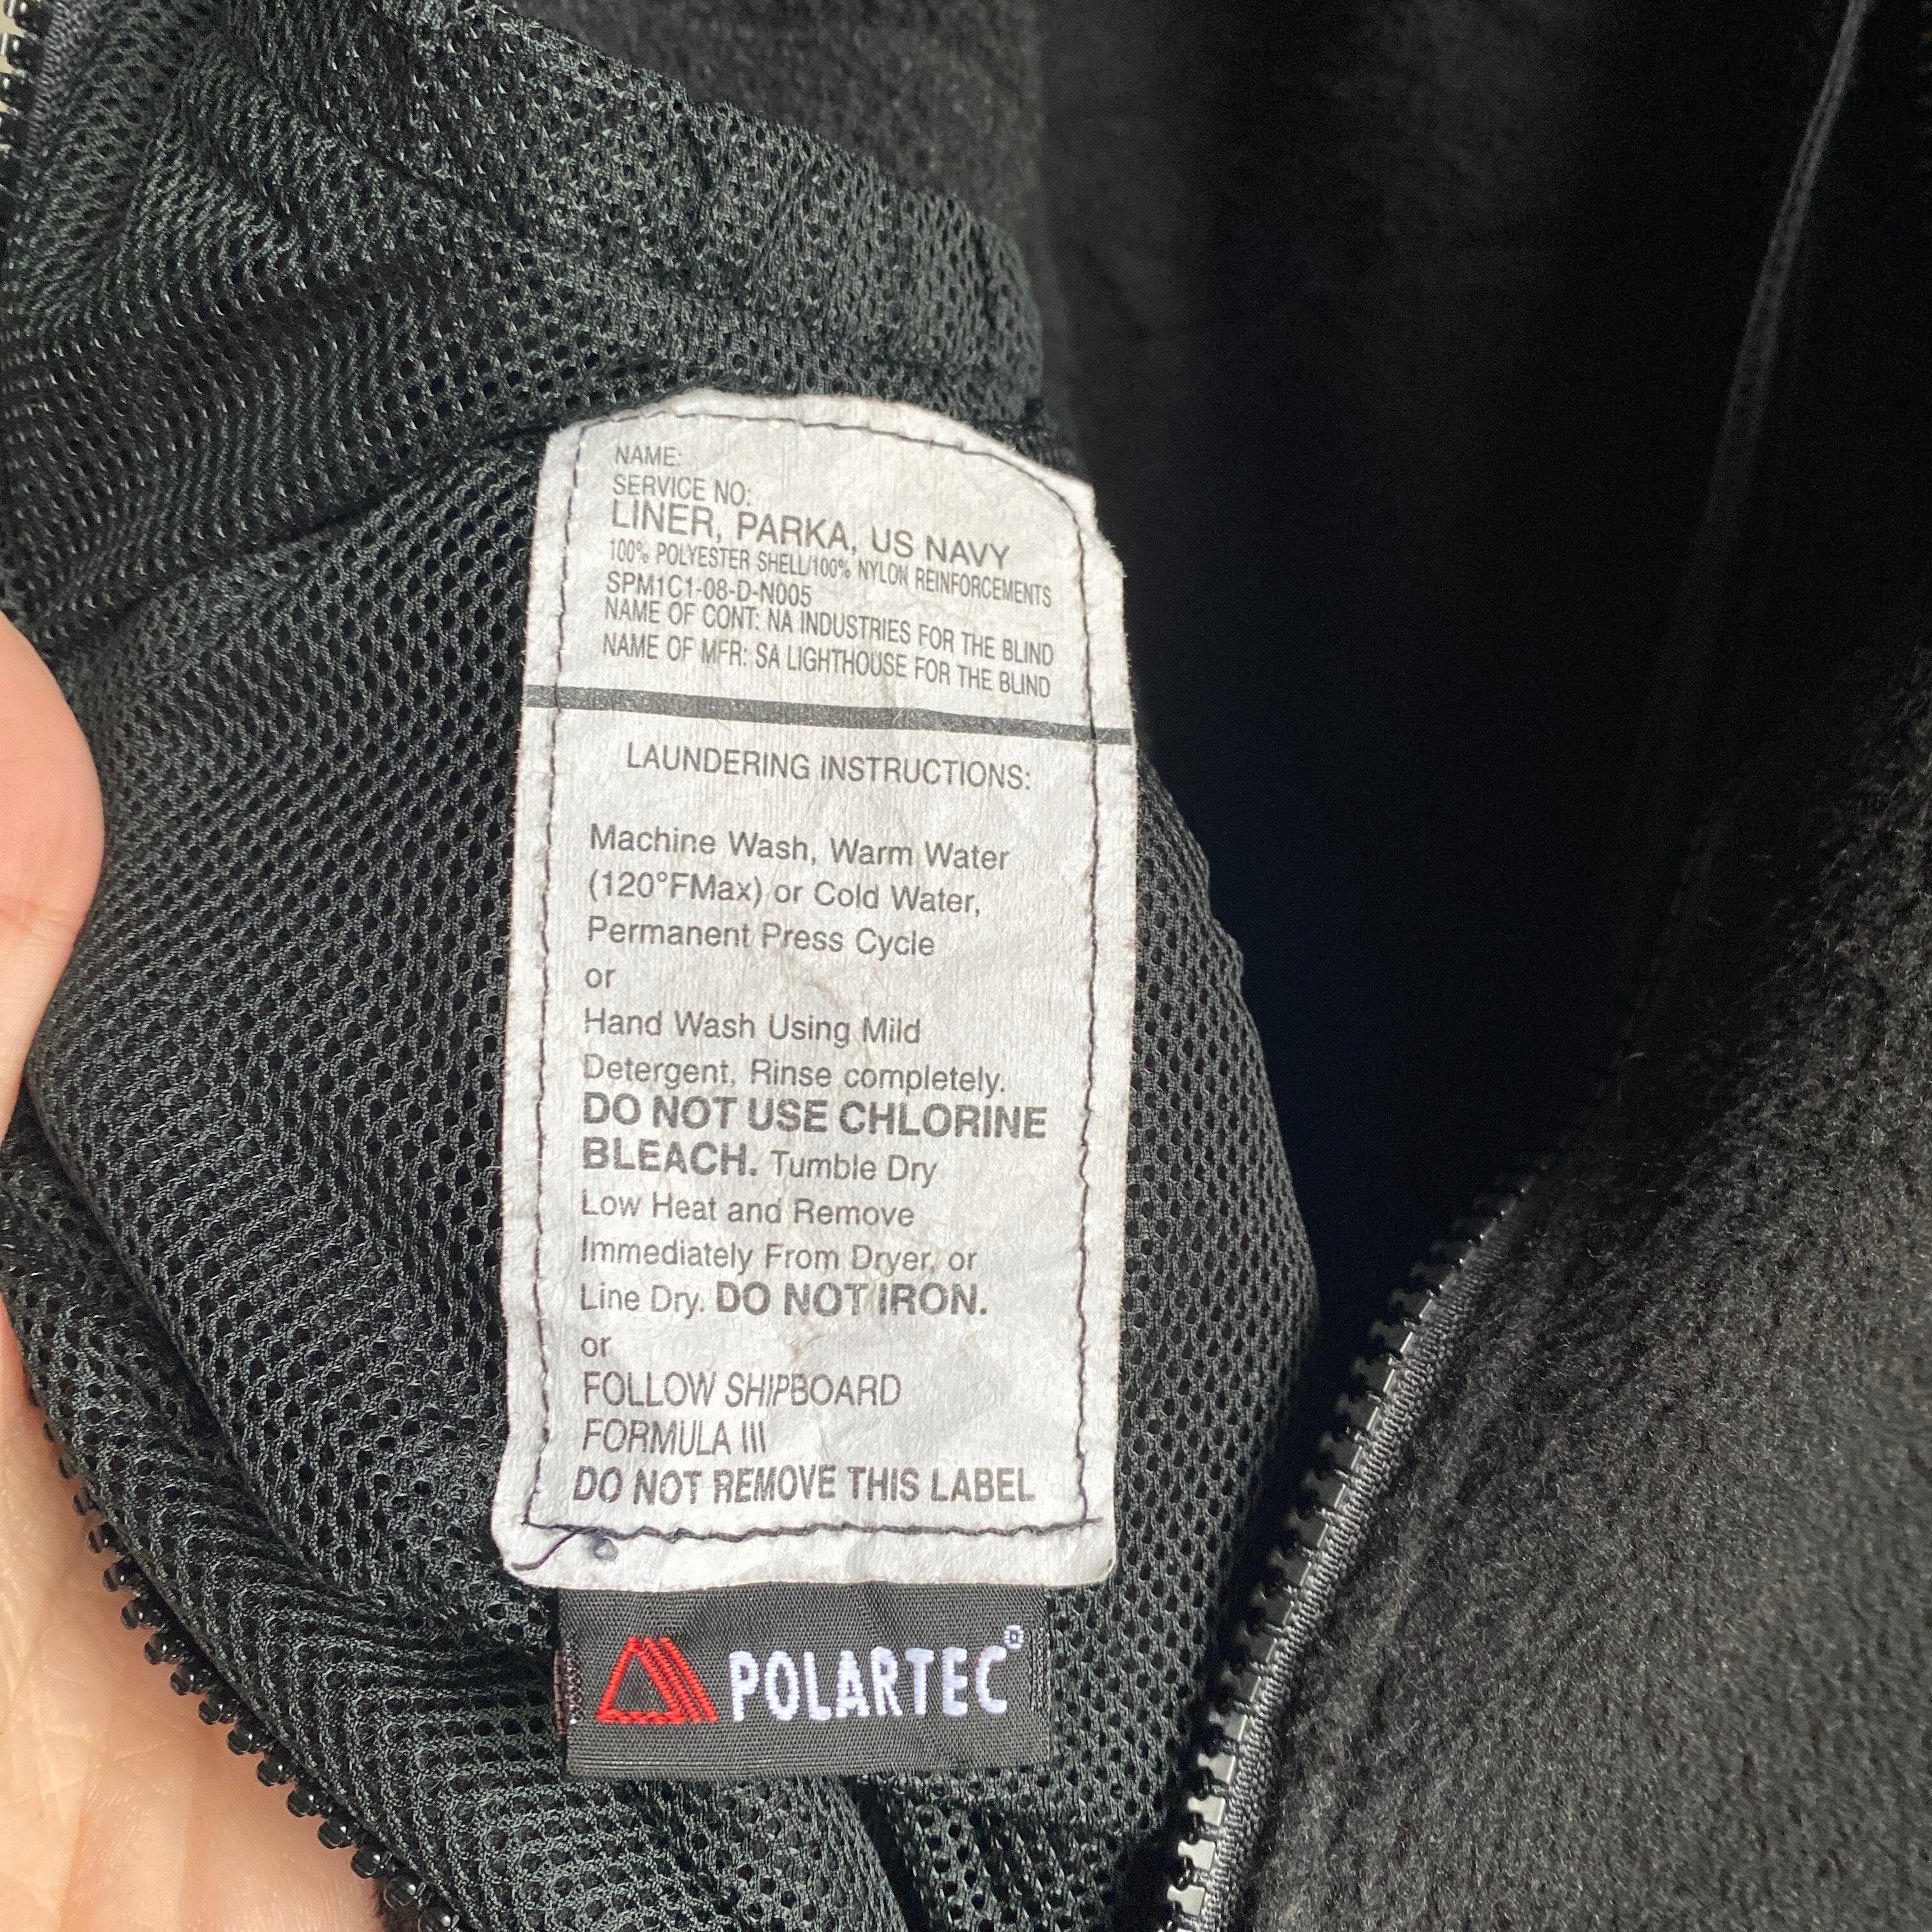 NAME:
SERVICE NO:
LINER, PARKA, US NAVY
100% POLYESTER SHELL/100% NYLON REINFORCEMENTS
SPM1C1-08-D-N005
NAME OF CONT: NA INDUSTRIES FOR THE BLIND
NAME OF MFR: SA LIGHTHOUSE FOR THE BLIND
LAUNDERING INSTRUCTIONS:
Machine Wash, Warm Water
(120°FMax) or Cold Water,
Permanent Press Cycle
or
Hand Wash Using Mild
Detergent, Rinse completely.
DO NOT USE CHLORINE
BLEACH. Tumble Dry
Low Heat and Remove
Immediately From Dryer, or
Line Dry. DO NOT IRON.
or
FOLLOW SHIPBOARD
FORMULA III
DO NOT REMOVE THIS LABEL
POLARTEC®